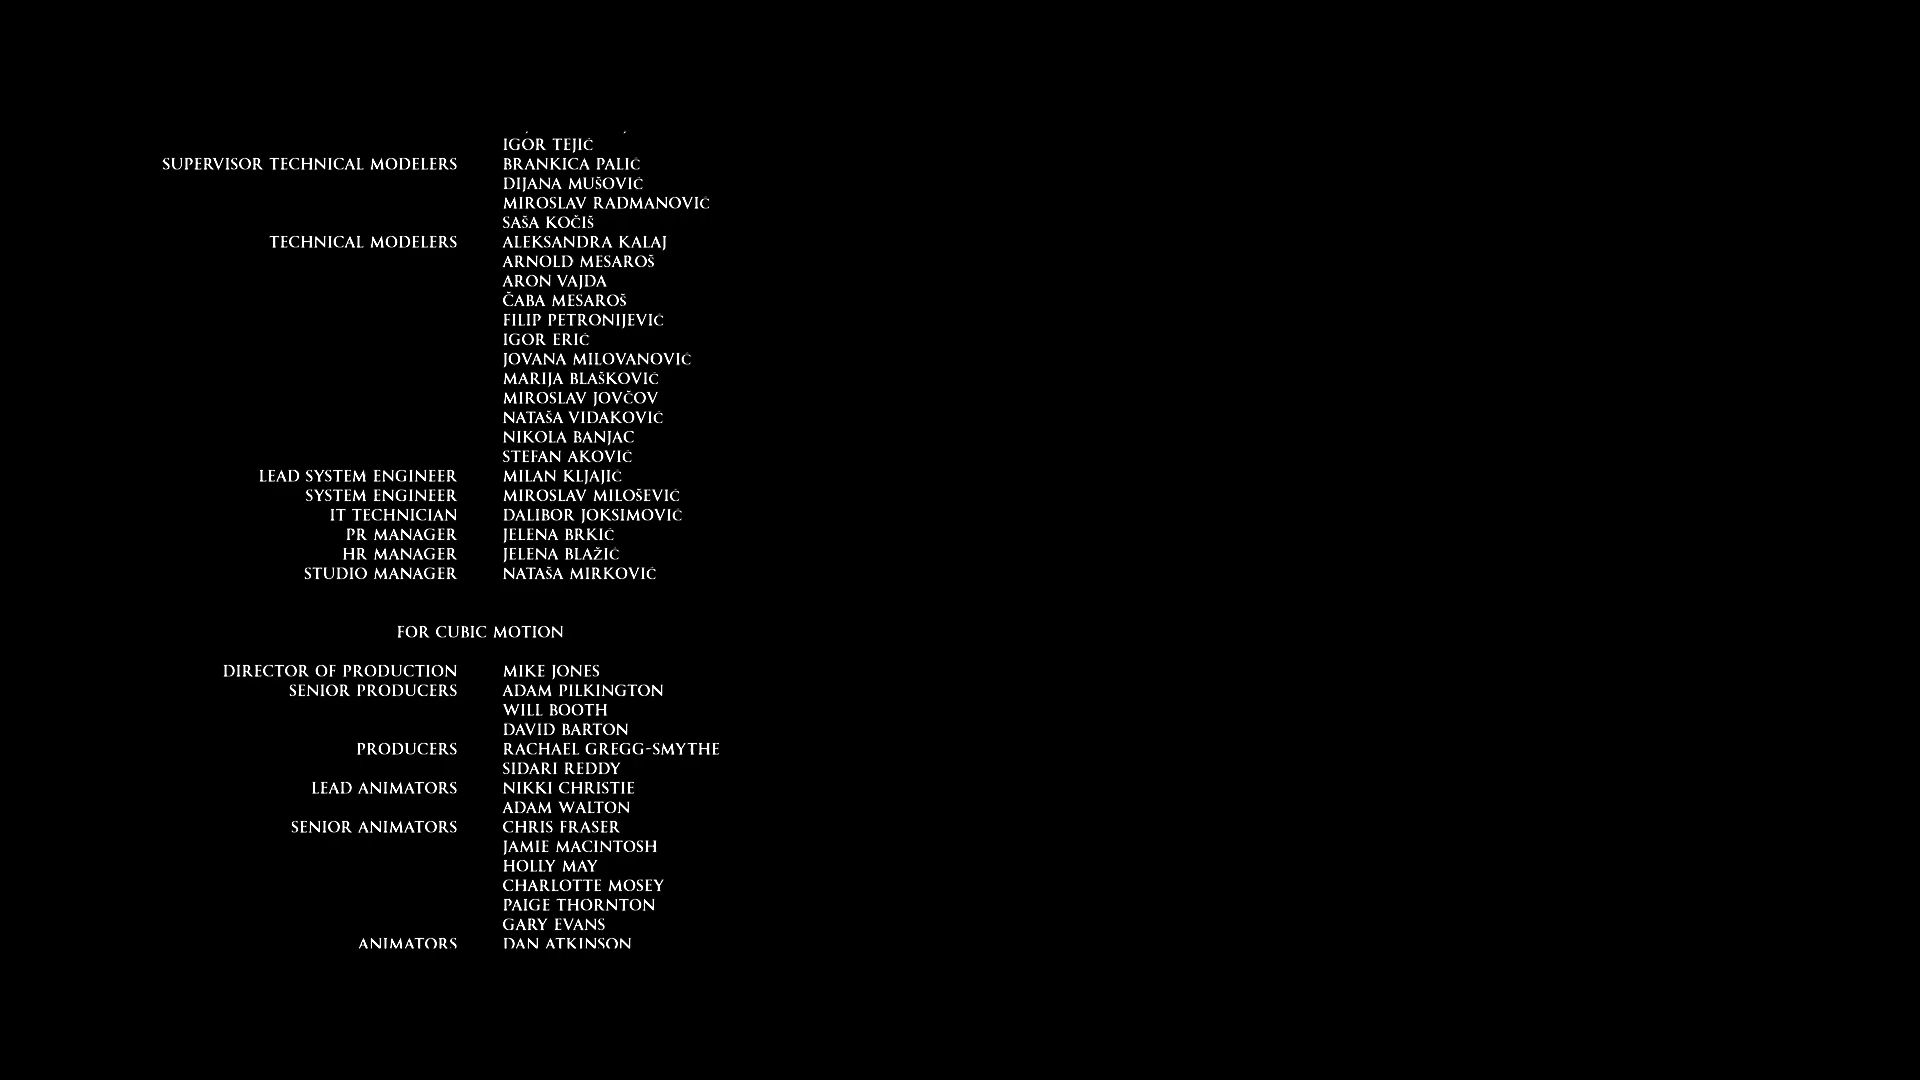 IGOR TEJIĆ
SUPERVISOR TECHNICAL MODELERS BRANKICA PALIĆ
DIJANA MUŠOVIĆ
MIROSLAV RADMANOVIĆ
SAŠA KOČIŠ
TECHNICAL MODELERS ALEKSANDRA KALAJ
ARNOLD MESAROŠ
ARON VAJDA
ČABA MESAROŠ
FILIP PETRONIJEVIĆ
IGOR ERIĆ
JOVANA MILOVANOVIĆ
MARIJA BLAŠKOVIĆ
MIROSLAV JOVČOV
NATAŠA VIDAKOVIĆ
NIKOLA BANJAC
STEFAN AKOVIĆ
LEAD SYSTEM ENGINEER MILAN KLJAJIĆ
SYSTEM ENGINEER MIROSLAV MILOŠEVIĆ
IT TECHNICIAN DALIBOR JOKSIMOVIĆ
PR MANAGER JELENA BRKIĆ
HR MANAGER JELENA BLAŽIĆ
STUDIO MANAGER NATAŠA MIRKOVIĆ
FOR CUBIC MOTION
DIRECTOR OF PRODUCTION MIKE JONES
SENIOR PRODUCERS ADAM PILKINGTON
WILL BOOTH
DAVID BARTON
PRODUCERS RACHAEL GREGG-SMYTHE
SIDARI REDDY
LEAD ANIMATORS NIKKI CHRISTIE
ADAM WALTON
SENIOR ANIMATORS CHRIS FRASER
JAMIE MACINTOSH
HOLLY MAY
CHARLOTTE MOSEY
PAIGE THORNTON
GARY EVANS
ANIMATORS DAN ATKINSON